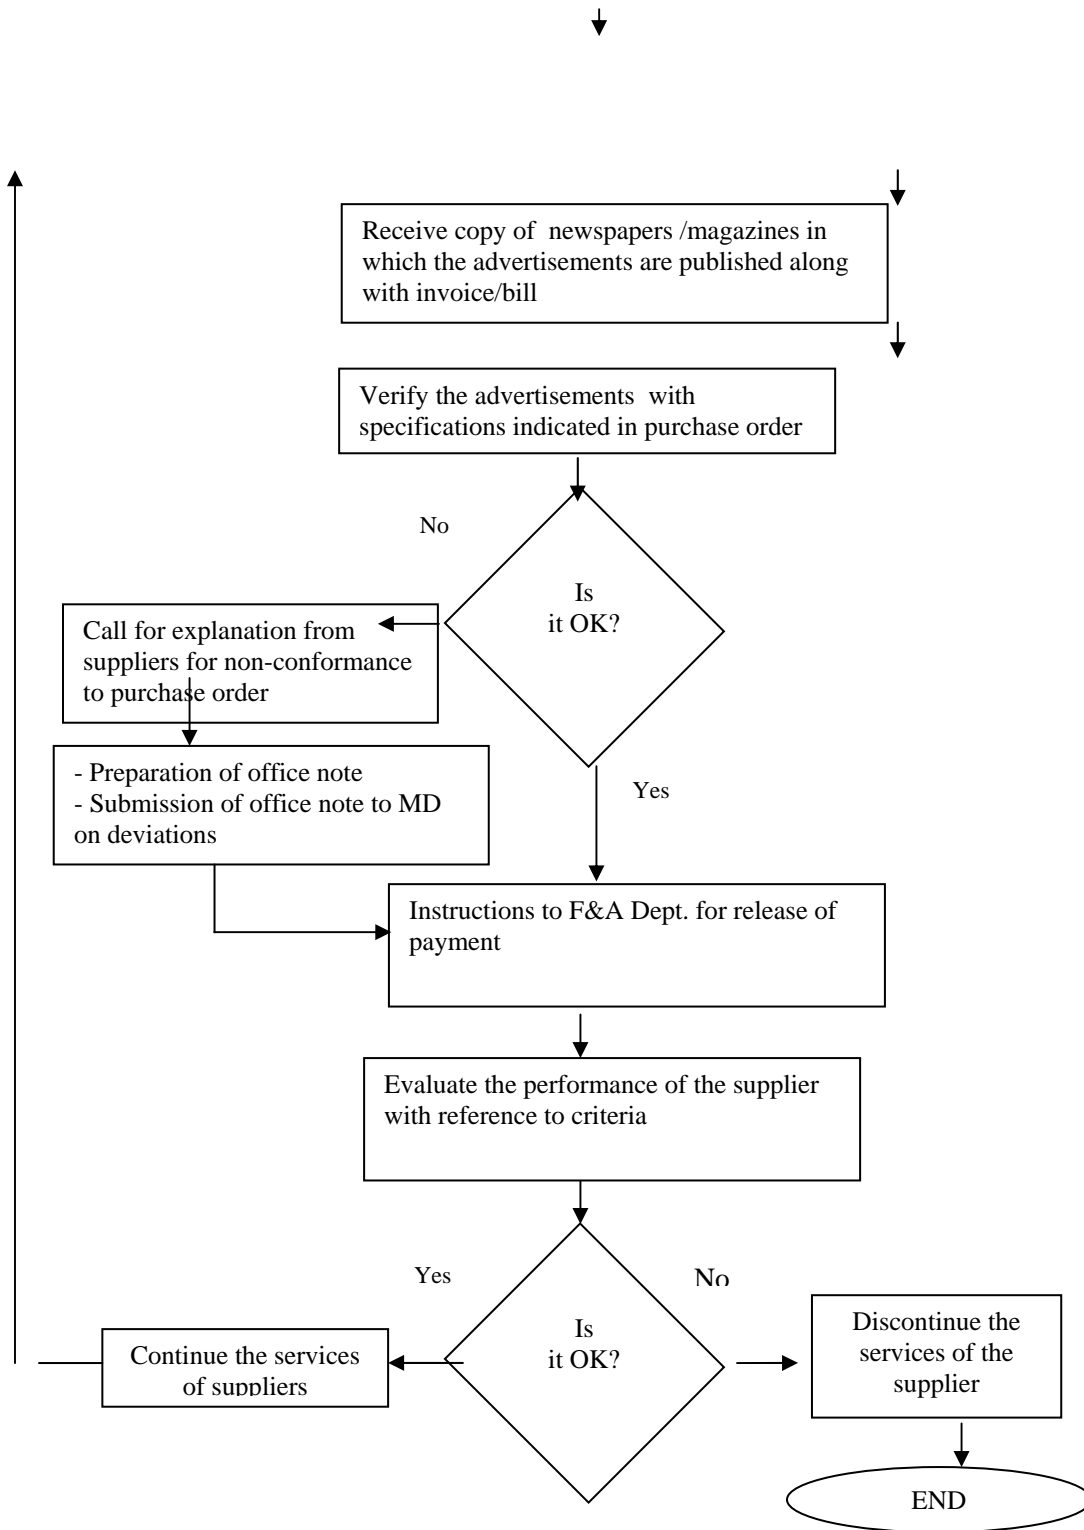 Receive copy of newspapers /magazines in
which the advertisements are published along
with invoice/bill
Verify the advertisements with
specifications indicated in purchase order
No
Is
it OK?
Call for explanation from
suppliers for non-conformance
to purchase order
- Preparation of office note
- Submission of office note to MD
on deviations
Yes
Instructions to F&A Dept. for release of
payment
Evaluate the performance of the supplier
with reference to criteria
Yes
No
Is
it OK?
Continue the services
of suppliers
Discontinue the
services of the
supplier
END